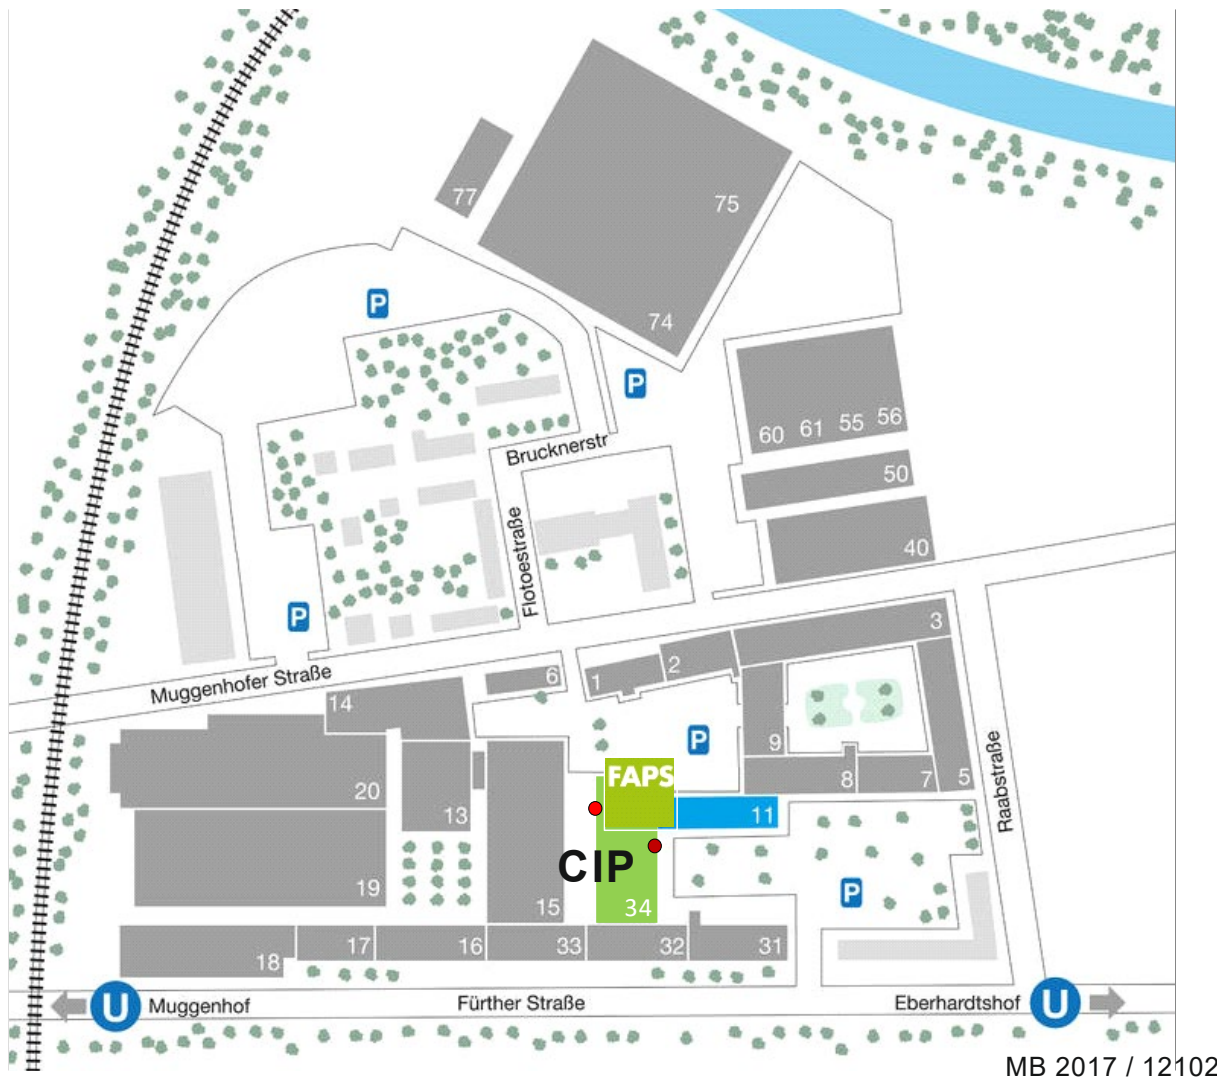 77
75
P
74
P
60 61 55 56
Brucknerstr
50
Flotoestraße
40
P
3
2
1
6
Muggenhofer Straße
14
P
9
Raabstraße
FAPS
8
7
5
20
13
11
CIP
P
19
15
34
18
17
16
33
32
31
U
Muggenhof
Fürther Straße
Eberhardtshof
U
MB 2017 / 12102